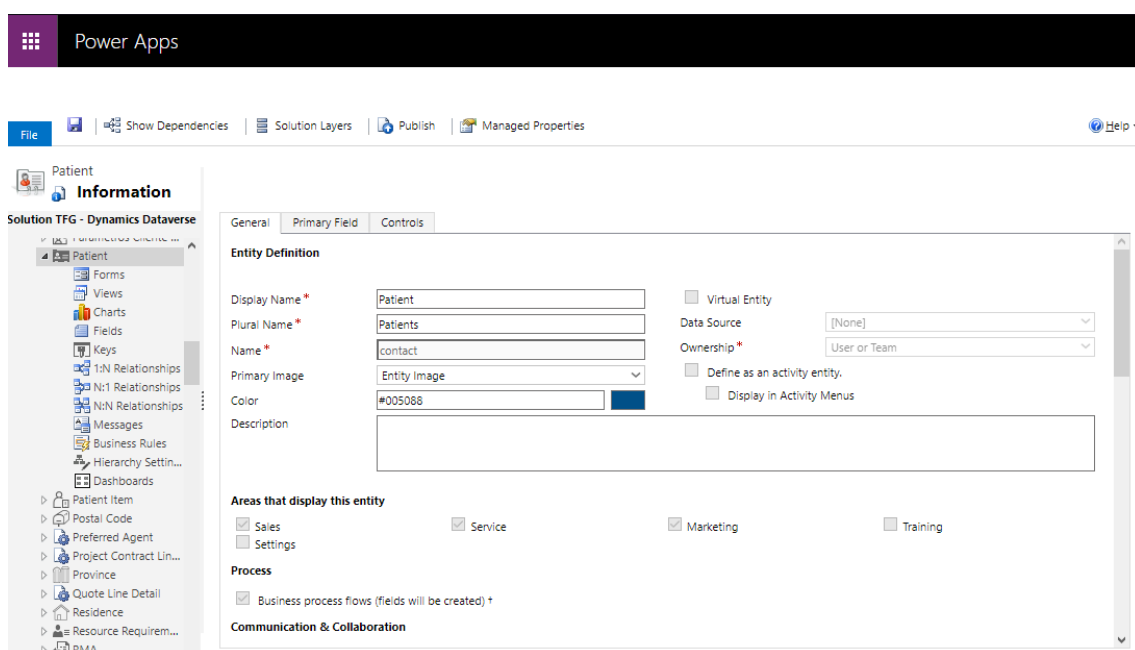 Power Apps
File
Show Dependencies
Solution Layers
Publish
Managed Properties
Help
Patient
Information
Solution TFG - Dynamics Dataverse
Patient
Forms
Views
Charts
Fields
Keys
1:N Relationships
N:1 Relationships
N:N Relationships
Messages
Business Rules
Hierarchy Settin...
Dashboards
Patient Item
Postal Code
Preferred Agent
Project Contract Lin...
Province
Quote Line Detail
Residence
Resource Requirem...
General Primary Field Controls
Entity Definition
Display Name * Patient
Virtual Entity
Plural Name * Patients
Data Source [None]
Name * contact
Ownership * User or Team
Primary Image Entity Image
Define as an activity entity.
Color #005088
Display in Activity Menus
Description
Areas that display this entity
Sales Service Marketing Training
Settings
Process
Business process flows (fields will be created) †
Communication & Collaboration